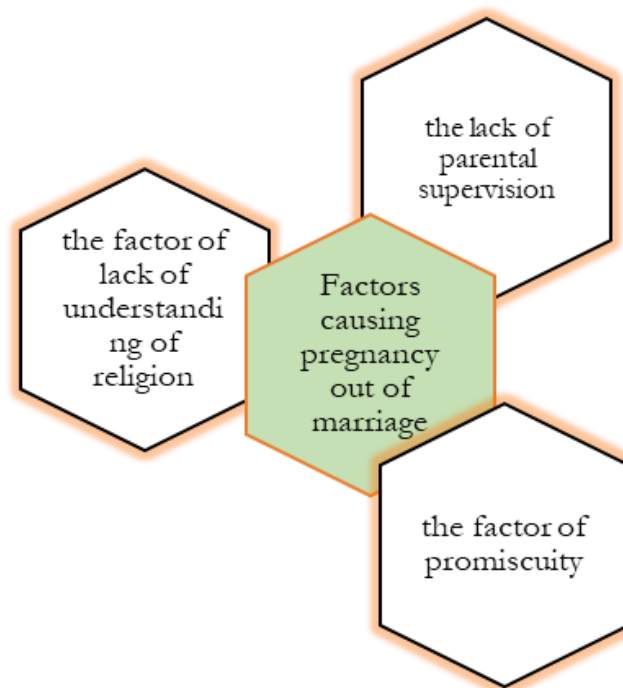 the lack of
parental
supervision
the factor of
lack of
understandi
ng of
religion
Factors
causing
pregnancy
out of
marriage
the factor of
promiscuity